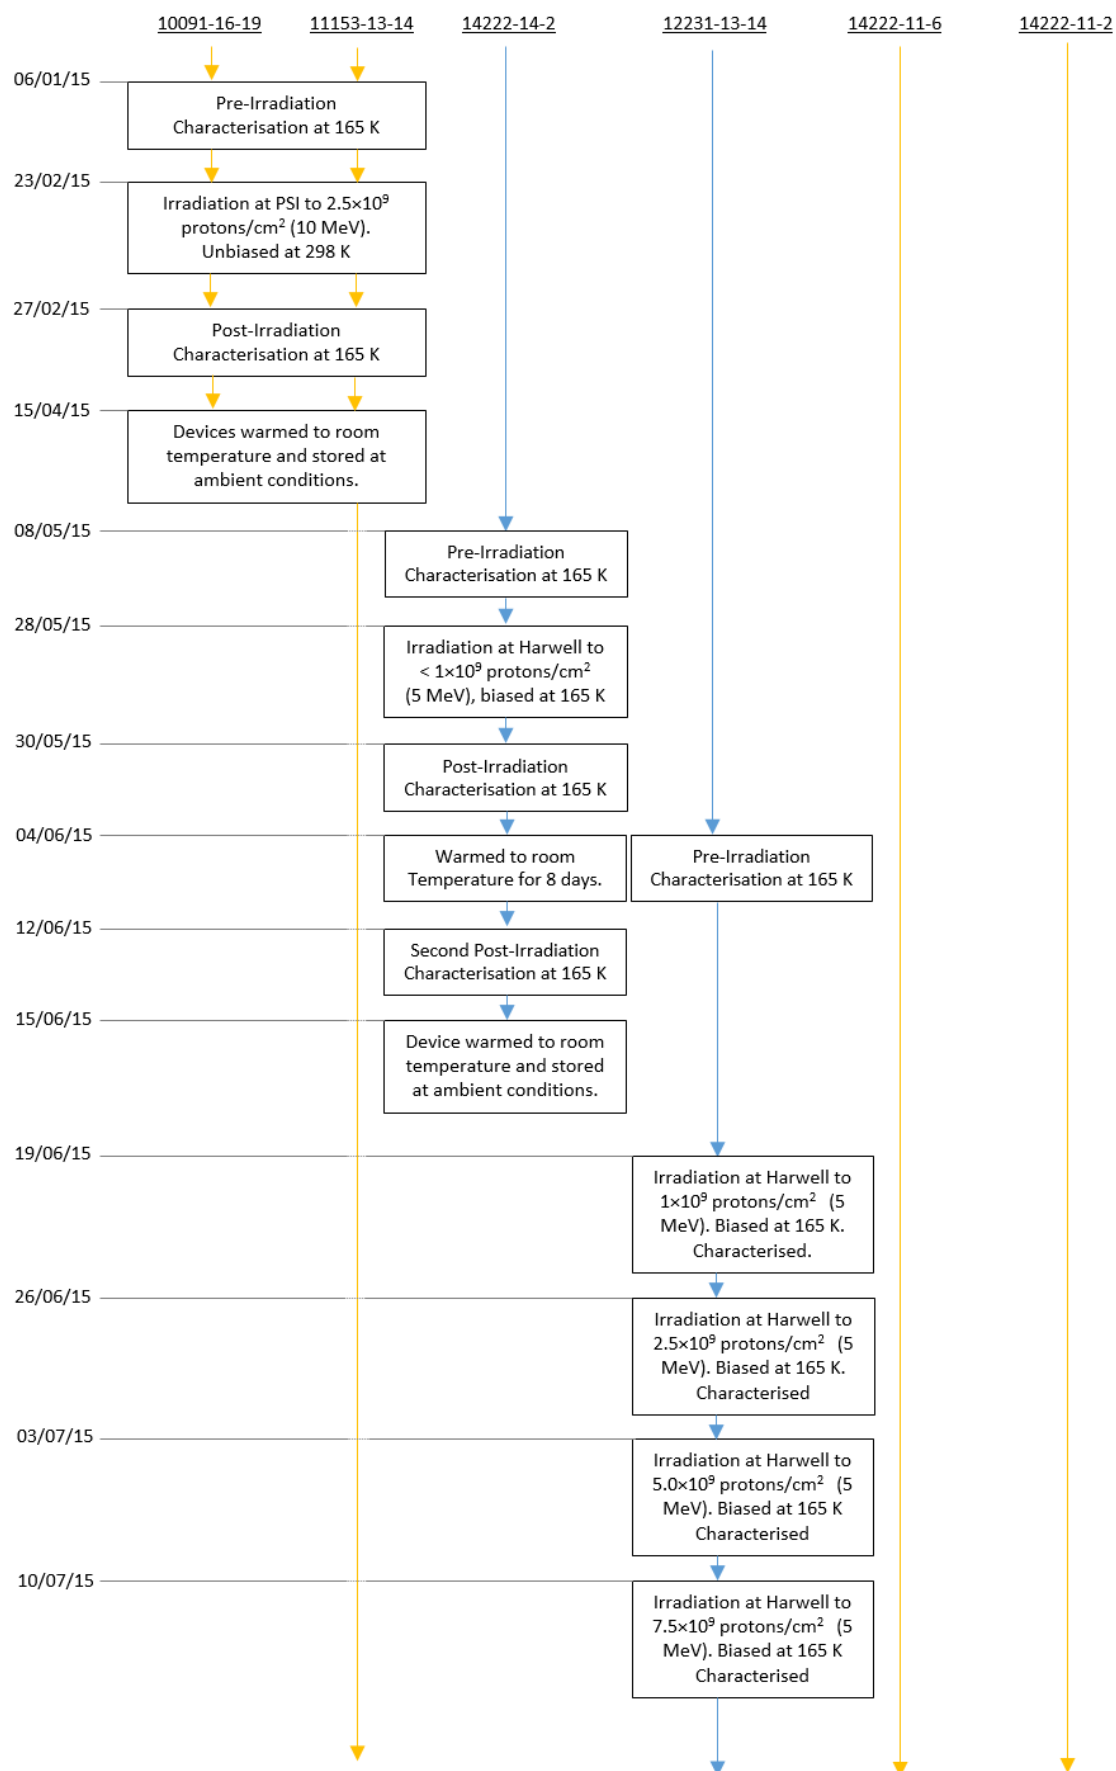 10091-16-19 11153-13-14 14222-14-2 12231-13-14 14222-11-6 14222-11-2
06/01/15
Pre-Irradiation
Characterisation at 165 K
23/02/15
Irradiation at PSI to 2.5×10⁹
protons/cm² (10 MeV).
Unbiased at 298 K
27/02/15
Post-Irradiation
Characterisation at 165 K
15/04/15
Devices warmed to room
temperature and stored at
ambient conditions.
08/05/15
Pre-Irradiation
Characterisation at 165 K
28/05/15
Irradiation at Harwell to
< 1×10⁹ protons/cm²
(5 MeV), biased at 165 K
30/05/15
Post-Irradiation
Characterisation at 165 K
04/06/15
Warmed to room
Temperature for 8 days.
Pre-Irradiation
Characterisation at 165 K
12/06/15
Second Post-Irradiation
Characterisation at 165 K
15/06/15
Device warmed to room
temperature and stored
at ambient conditions.
19/06/15
Irradiation at Harwell to
1×10⁹ protons/cm² (5
MeV). Biased at 165 K.
Characterised.
26/06/15
Irradiation at Harwell to
2.5×10⁹ protons/cm² (5
MeV). Biased at 165 K.
Characterised
03/07/15
Irradiation at Harwell to
5.0×10⁹ protons/cm² (5
MeV). Biased at 165 K
Characterised
10/07/15
Irradiation at Harwell to
7.5×10⁹ protons/cm² (5
MeV). Biased at 165 K
Characterised